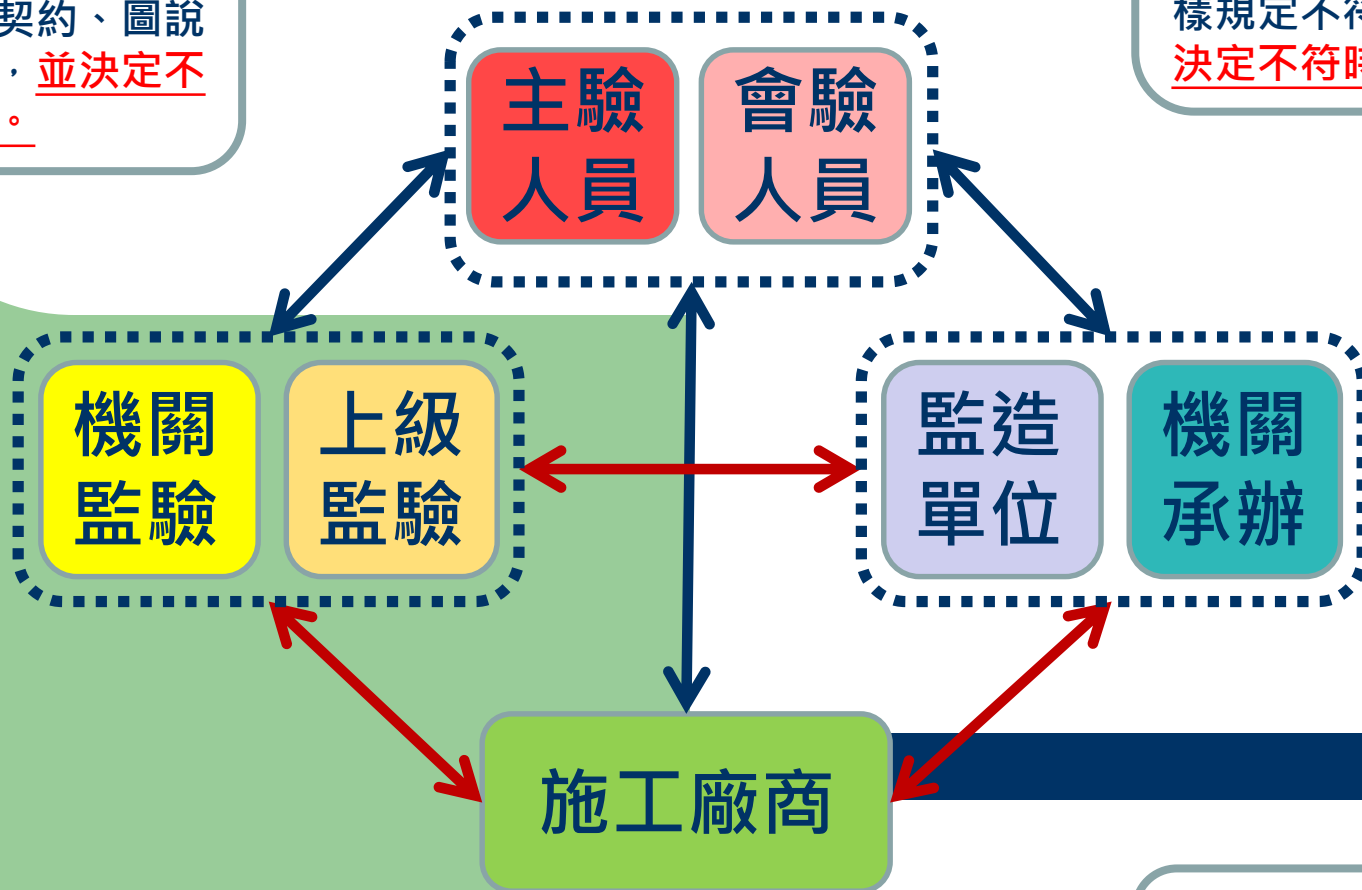 契約、圖說
，並決定不
。
樣規定不符
決定不符時
主驗
人員
會驗
人員
機關
監驗
上級
監驗
監造
單位
機關
承辦
施工廠商